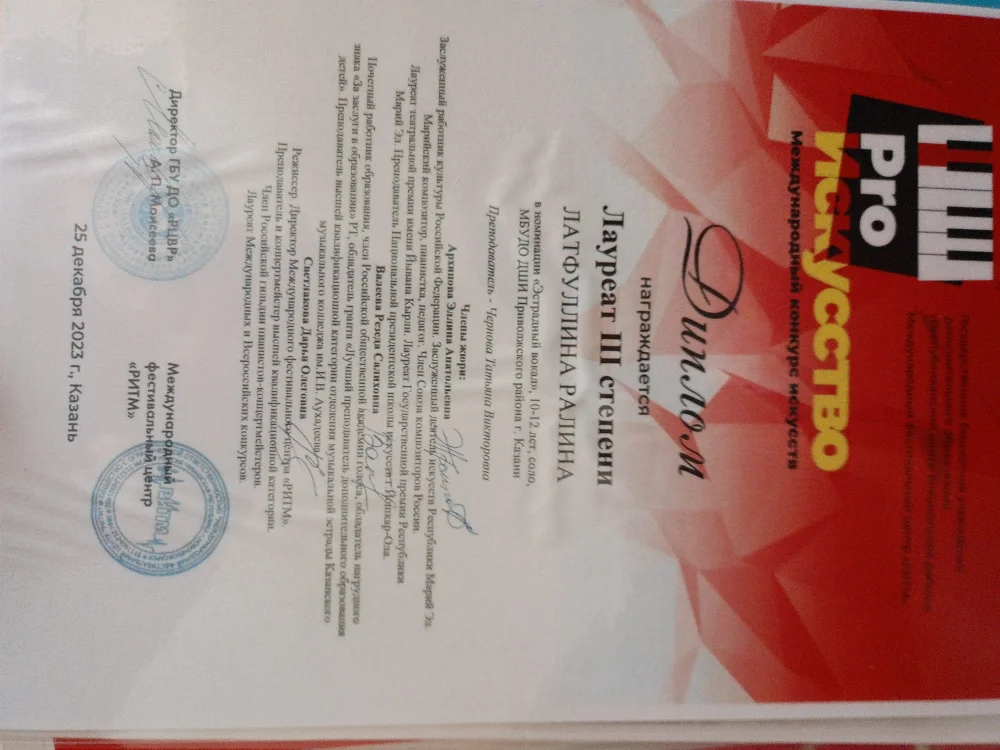 Pro
ИСКУССТВО
Международный конкурс искусств
Диплом
награждается
Лауреат III степени
ЛАТФУЛЛИНА РАЛИНА
в номинации «Эстрадный вокал», 10-12 лет, соло,
МБУДО ДШИ Приволжского района г. Казани
Преподаватель - Чернова Татьяна Викторовна
Члены жюри:
Архипова Эллина Анатольевна
Заслуженный работник культуры Российской Федерации. Заслуженный деятель искусств Республики Марий Эл.
Марийский композитор, пианистка, педагог. Член Союза композиторов России.
Лауреат театральной премии имени Йывана Кырли. Лауреат Государственной премии Республики
Марий Эл. Преподаватель Национальной президентской школы искусств г. Йошкар-Ола.
Валеева Резеда Салиховна
Почетный работник образования, член Российской общественной академии голоса, обладатель нагрудного
знака «За заслуги в образовании» РТ, обладатель гранта «Лучший преподаватель дополнительного образования
детей». Преподаватель высшей квалификационной категории отделения музыкальной эстрады Казанского
музыкального колледжа им.И.В. Аухадеева
Светлакова Дарья Олеговна
Режиссер. Директор Международного фестивального центра «РИТМ».
Преподаватель и концертмейстер высшей квалификационной категории.
Член Российской гильдии пианистов-концертмейстеров.
Лауреат Международных и Всероссийских конкурсов.
Директор ГБУ ДО «РЦВР»
А.П. Моисеева
Международный
фестивальный центр
«РИТМ»
25 декабря 2023 г., Казань